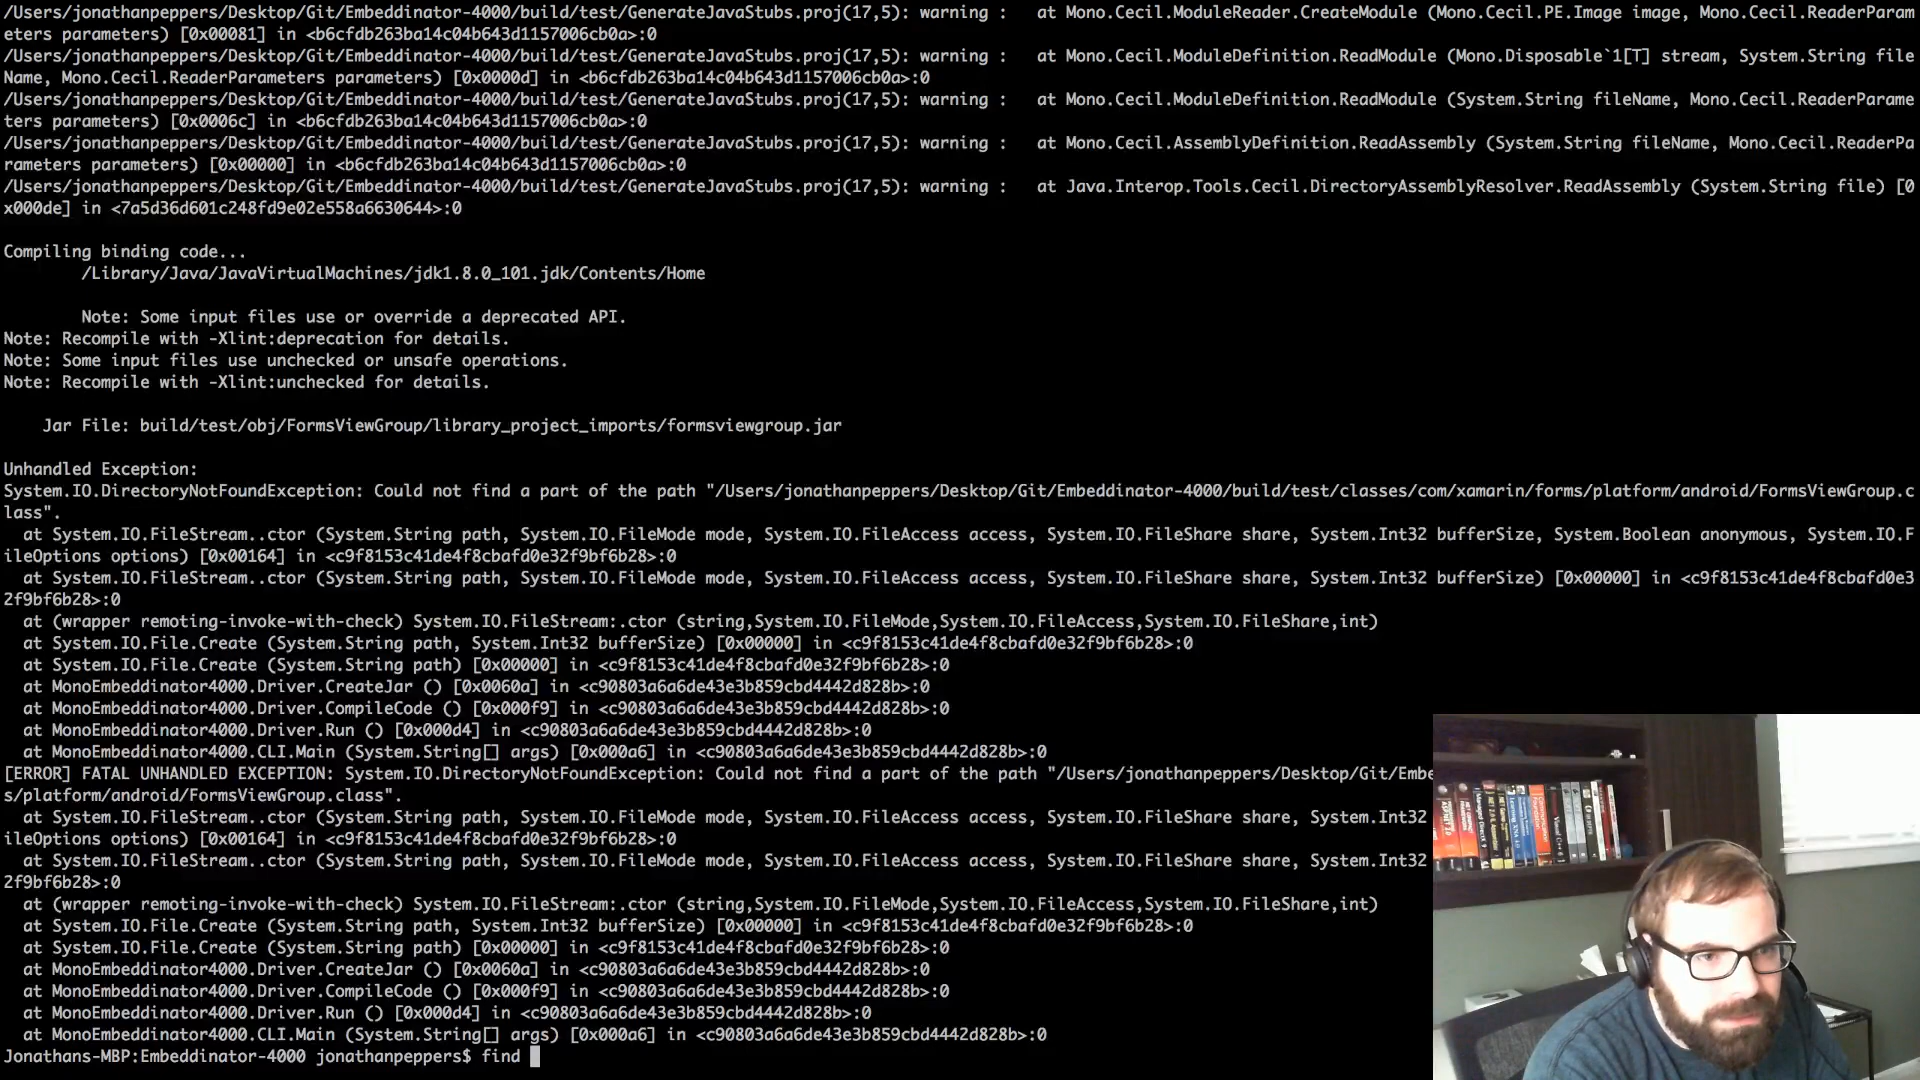 /Users/jonathanpeppers/Desktop/Git/Embeddinator-4000/build/test/GenerateJavaStubs.proj(17,5): warning :   at Mono.Cecil.ModuleReader.CreateModule (Mono.Cecil.PE.Image image, Mono.Cecil.ReaderParam
eters parameters) [0x00081] in <b6cfdb263ba14c04b643d1157006cb0a>:0
/Users/jonathanpeppers/Desktop/Git/Embeddinator-4000/build/test/GenerateJavaStubs.proj(17,5): warning :   at Mono.Cecil.ModuleDefinition.ReadModule (Mono.Disposable`1[T] stream, System.String file
Name, Mono.Cecil.ReaderParameters parameters) [0x0000d] in <b6cfdb263ba14c04b643d1157006cb0a>:0
/Users/jonathanpeppers/Desktop/Git/Embeddinator-4000/build/test/GenerateJavaStubs.proj(17,5): warning :   at Mono.Cecil.ModuleDefinition.ReadModule (System.String fileName, Mono.Cecil.ReaderParame
ters parameters) [0x0006c] in <b6cfdb263ba14c04b643d1157006cb0a>:0
/Users/jonathanpeppers/Desktop/Git/Embeddinator-4000/build/test/GenerateJavaStubs.proj(17,5): warning :   at Mono.Cecil.AssemblyDefinition.ReadAssembly (System.String fileName, Mono.Cecil.ReaderPa
rameters parameters) [0x00000] in <b6cfdb263ba14c04b643d1157006cb0a>:0
/Users/jonathanpeppers/Desktop/Git/Embeddinator-4000/build/test/GenerateJavaStubs.proj(17,5): warning :   at Java.Interop.Tools.Cecil.DirectoryAssemblyResolver.ReadAssembly (System.String file) [0
x000de] in <7a5d36d601c248fd9e02e558a6630644>:0
Compiling binding code...
/Library/Java/JavaVirtualMachines/jdk1.8.0_101.jdk/Contents/Home
Note: Some input files use or override a deprecated API.
Note: Recompile with -Xlint:deprecation for details.
Note: Some input files use unchecked or unsafe operations.
Note: Recompile with -Xlint:unchecked for details.
Jar File: build/test/obj/FormsViewGroup/library_project_imports/formsviewgroup.jar
Unhandled Exception:
System.IO.DirectoryNotFoundException: Could not find a part of the path "/Users/jonathanpeppers/Desktop/Git/Embeddinator-4000/build/test/classes/com/xamarin/forms/platform/android/FormsViewGroup.c
lass".
at System.IO.FileStream..ctor (System.String path, System.IO.FileMode mode, System.IO.FileAccess access, System.IO.FileShare share, System.Int32 bufferSize, System.Boolean anonymous, System.IO.F
ileOptions options) [0x00164] in <c9f8153c41de4f8cbafd0e32f9bf6b28>:0
at System.IO.FileStream..ctor (System.String path, System.IO.FileMode mode, System.IO.FileAccess access, System.IO.FileShare share, System.Int32 bufferSize) [0x00000] in <c9f8153c41de4f8cbafd0e3
2f9bf6b28>:0
at (wrapper remoting-invoke-with-check) System.IO.FileStream:.ctor (string,System.IO.FileMode,System.IO.FileAccess,System.IO.FileShare,int)
at System.IO.File.Create (System.String path, System.Int32 bufferSize) [0x00000] in <c9f8153c41de4f8cbafd0e32f9bf6b28>:0
at System.IO.File.Create (System.String path) [0x00000] in <c9f8153c41de4f8cbafd0e32f9bf6b28>:0
at MonoEmbeddinator4000.Driver.CreateJar () [0x0060a] in <c90803a6a6de43e3b859cbd4442d828b>:0
at MonoEmbeddinator4000.Driver.CompileCode () [0x000f9] in <c90803a6a6de43e3b859cbd4442d828b>:0
at MonoEmbeddinator4000.Driver.Run () [0x000d4] in <c90803a6a6de43e3b859cbd4442d828b>:0
at MonoEmbeddinator4000.CLI.Main (System.String[] args) [0x000a6] in <c90803a6a6de43e3b859cbd4442d828b>:0
[ERROR] FATAL UNHANDLED EXCEPTION: System.IO.DirectoryNotFoundException: Could not find a part of the path "/Users/jonathanpeppers/Desktop/Git/Embe
s/platform/android/FormsViewGroup.class".
at System.IO.FileStream..ctor (System.String path, System.IO.FileMode mode, System.IO.FileAccess access, System.IO.FileShare share, System.Int32
ileOptions options) [0x00164] in <c9f8153c41de4f8cbafd0e32f9bf6b28>:0
at System.IO.FileStream..ctor (System.String path, System.IO.FileMode mode, System.IO.FileAccess access, System.IO.FileShare share, System.Int32
2f9bf6b28>:0
at (wrapper remoting-invoke-with-check) System.IO.FileStream:.ctor (string,System.IO.FileMode,System.IO.FileAccess,System.IO.FileShare,int)
at System.IO.File.Create (System.String path, System.Int32 bufferSize) [0x00000] in <c9f8153c41de4f8cbafd0e32f9bf6b28>:0
at System.IO.File.Create (System.String path) [0x00000] in <c9f8153c41de4f8cbafd0e32f9bf6b28>:0
at MonoEmbeddinator4000.Driver.CreateJar () [0x0060a] in <c90803a6a6de43e3b859cbd4442d828b>:0
at MonoEmbeddinator4000.Driver.CompileCode () [0x000f9] in <c90803a6a6de43e3b859cbd4442d828b>:0
at MonoEmbeddinator4000.Driver.Run () [0x000d4] in <c90803a6a6de43e3b859cbd4442d828b>:0
at MonoEmbeddinator4000.CLI.Main (System.String[] args) [0x000a6] in <c90803a6a6de43e3b859cbd4442d828b>:0
Jonathans-MBP:Embeddinator-4000 jonathanpeppers$ find